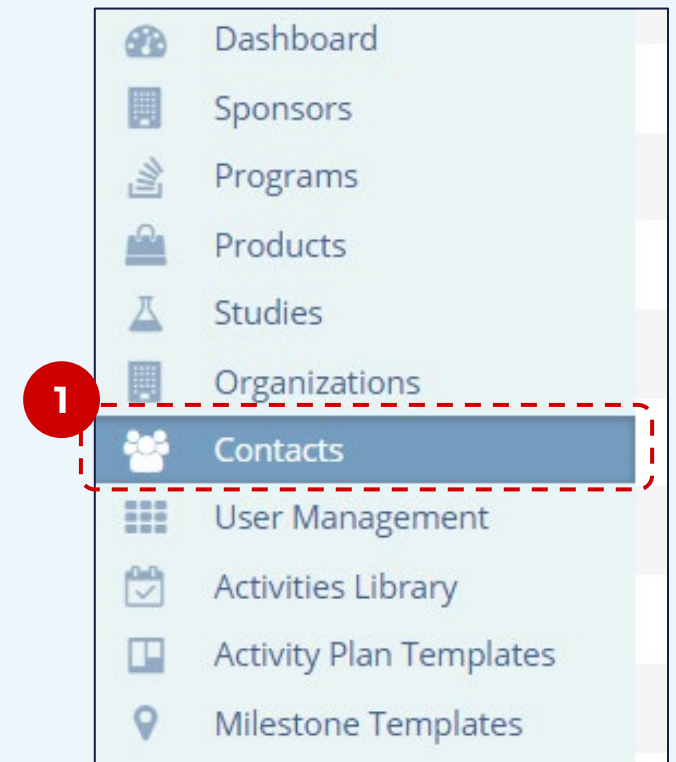 Dashboard
Sponsors
Programs
Products
Studies
Organizations
1
Contacts
User Management
Activities Library
Activity Plan Templates
Milestone Templates